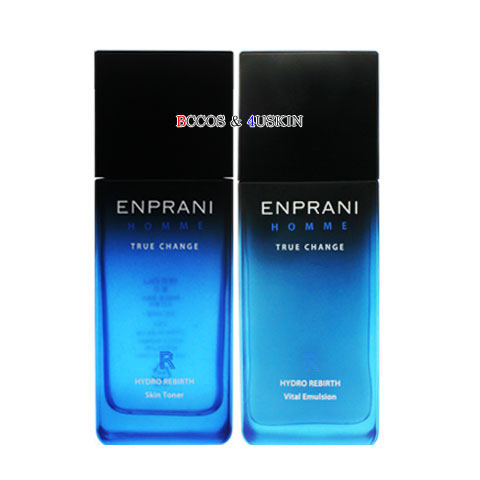 BCCOS & 4USKIN
ENPRANI
HOMME
TRUE CHANGE
R
HYDRO REBIRTH
Skin Toner
ENPRANI
HOMME
TRUE CHANGE
R
HYDRO REBIRTH
Vital Emulsion